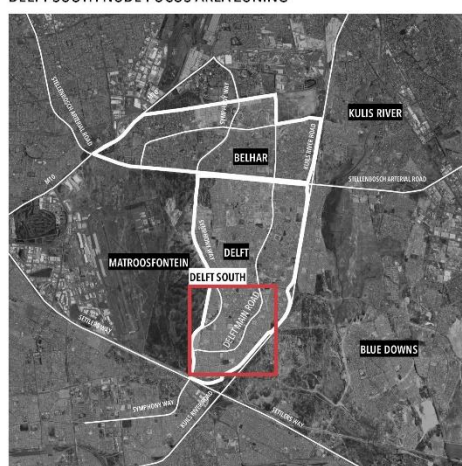 DELFT SOUTH NODE FOCUS AREA ZONING
STELLENBOSCH ARTERIAL ROAD
M10
SYMPHONY WAY
KUILS RIVER ROAD
KULIS RIVER
BELHAR
M10
STELLENBOSCH ARTERIAL ROAD
SYMPHONY WAY
DELFT
MATROOSFONTEIN
DELFT SOUTH
DELFT MAIN ROAD
SETTLERS WAY
BLUE DOWNS
SYMPHONY WAY
KUILS RIVER ROAD
SETTLERS WAY